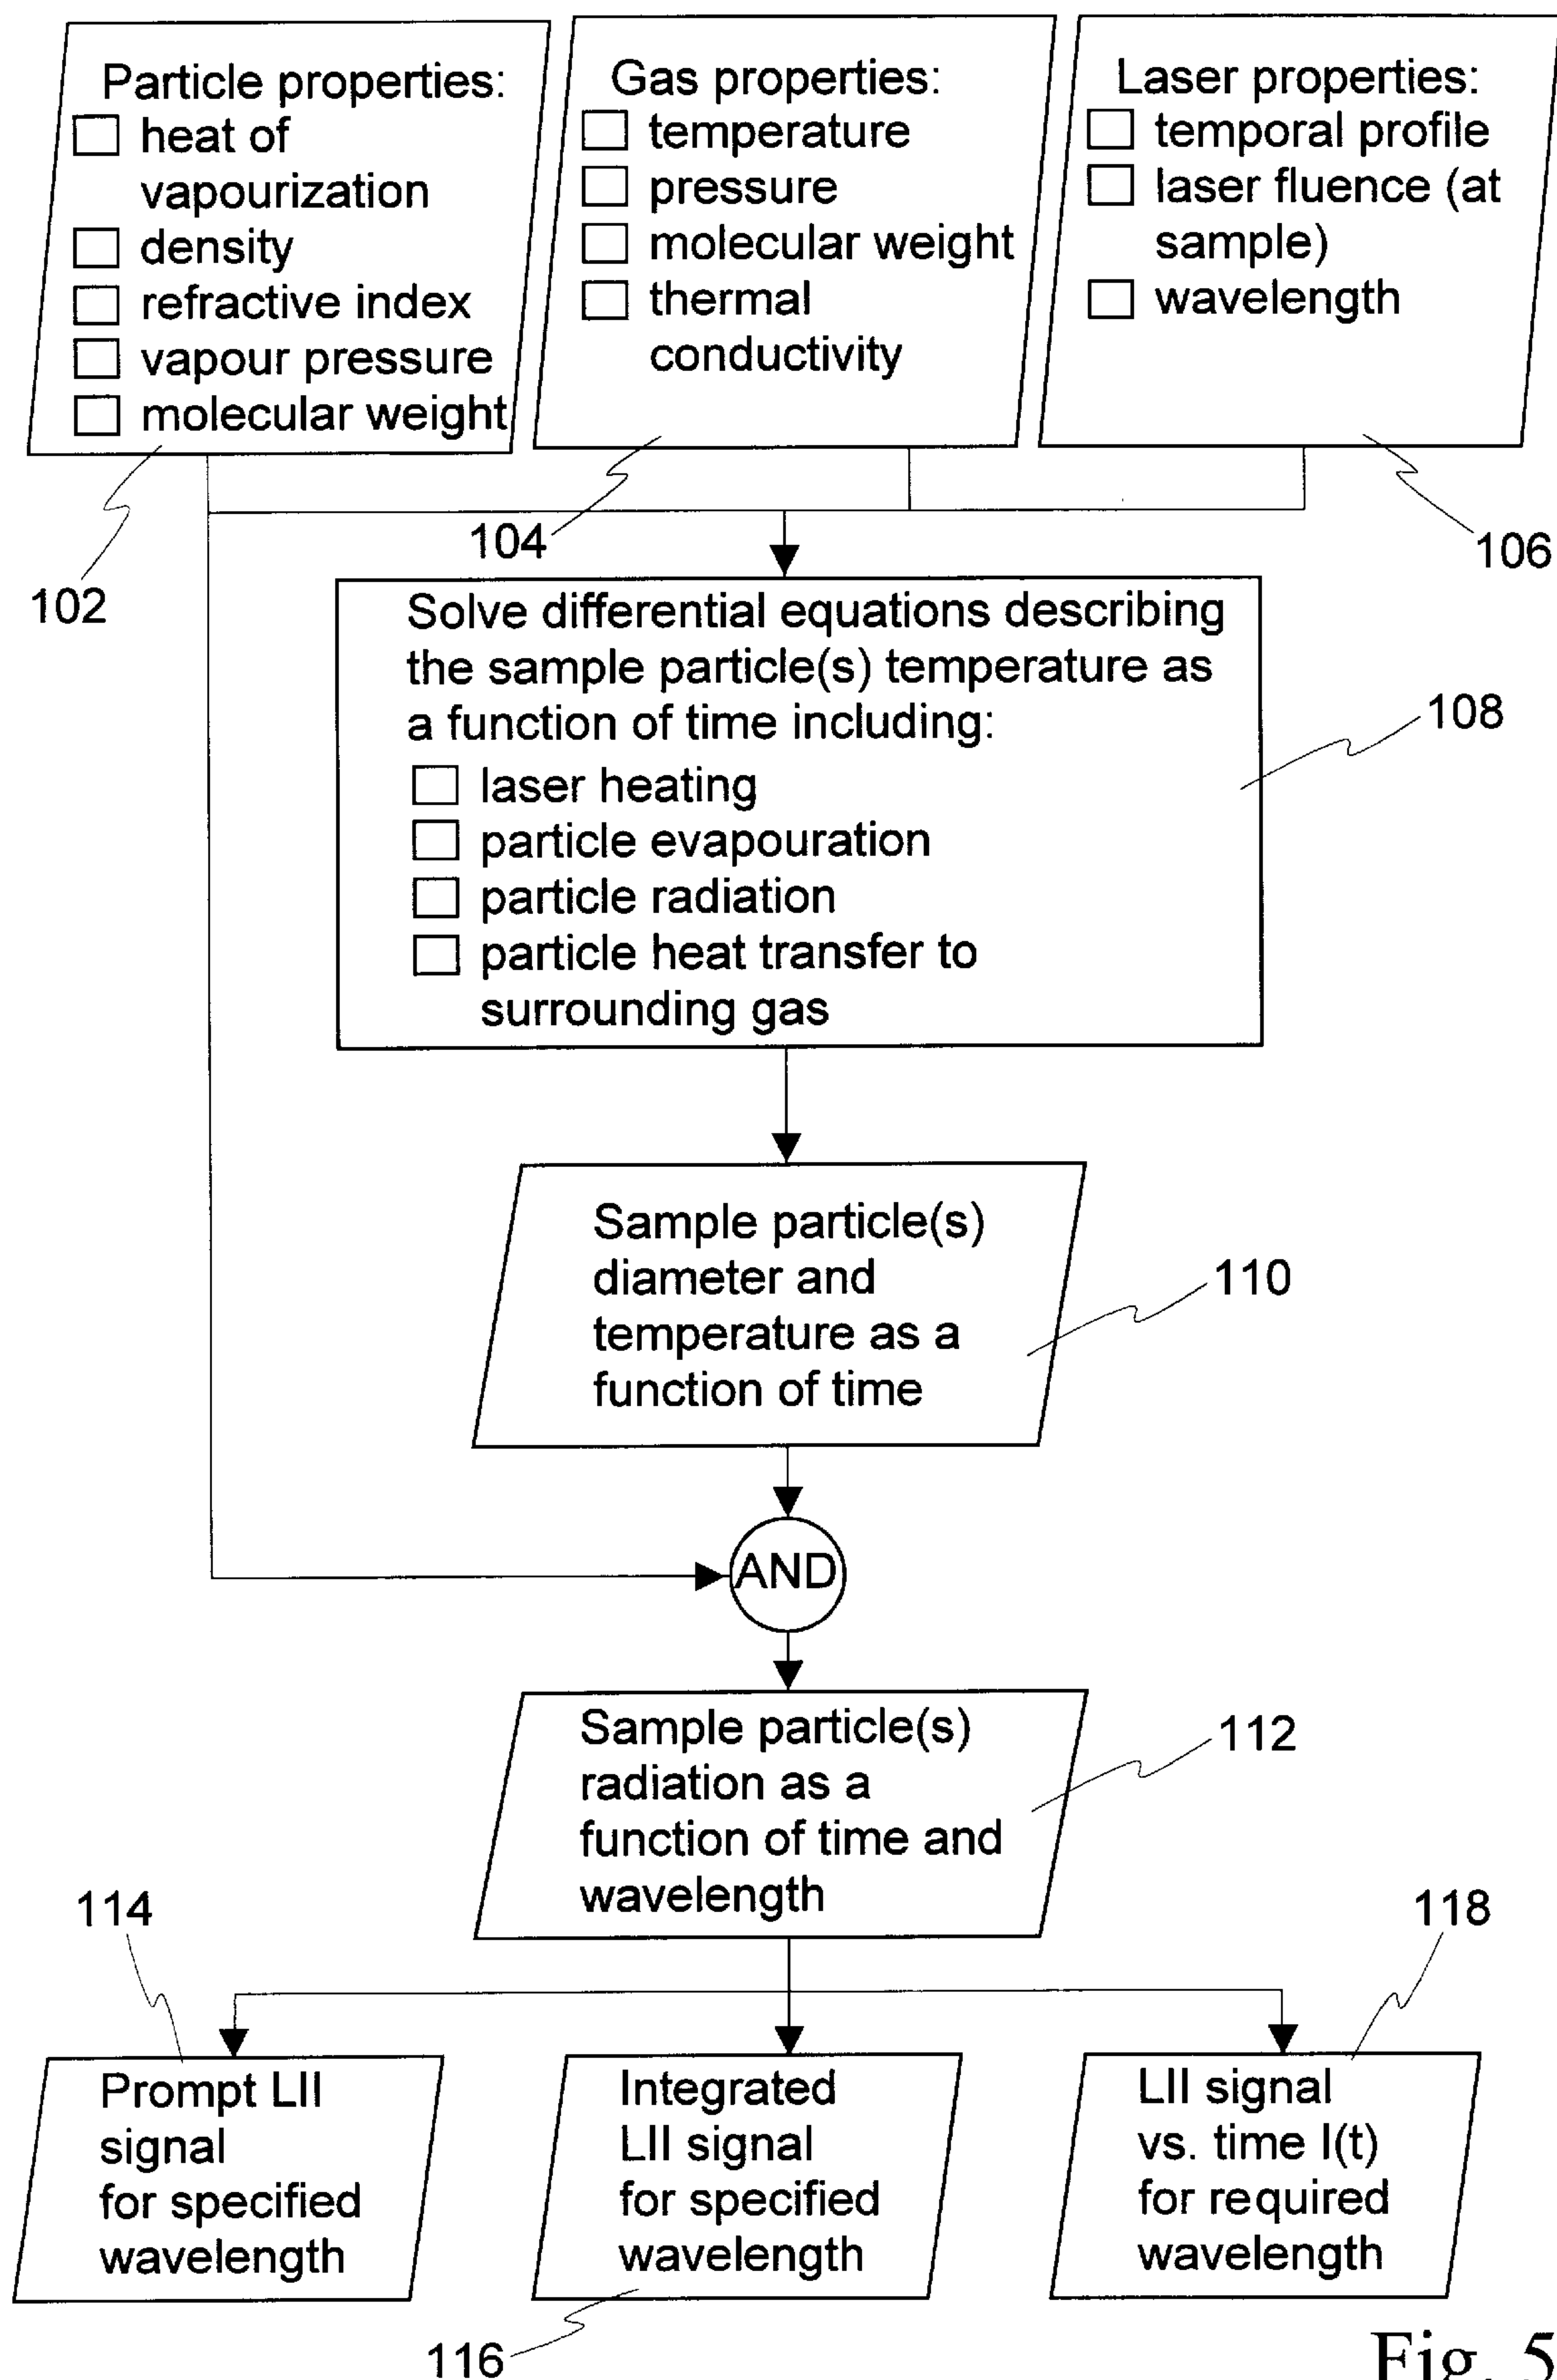 Particle properties:
☐ heat of
vapourization
☐ density
☐ refractive index
☐ vapour pressure
☐ molecular weight
102
Gas properties:
☐ temperature
☐ pressure
☐ molecular weight
☐ thermal
conductivity
104
Laser properties:
☐ temporal profile
☐ laser fluence (at
sample)
☐ wavelength
106
Solve differential equations describing
the sample particle(s) temperature as
a function of time including:
☐ laser heating
☐ particle evapouration
☐ particle radiation
☐ particle heat transfer to
surrounding gas
108
Sample particle(s)
diameter and
temperature as a
function of time
110
AND
Sample particle(s)
radiation as a
function of time and
wavelength
112
114
Prompt LII
signal
for specified
wavelength
Integrated
LII signal
for specified
wavelength
116
118
LII signal
vs. time I(t)
for required
wavelength
Fig. 5